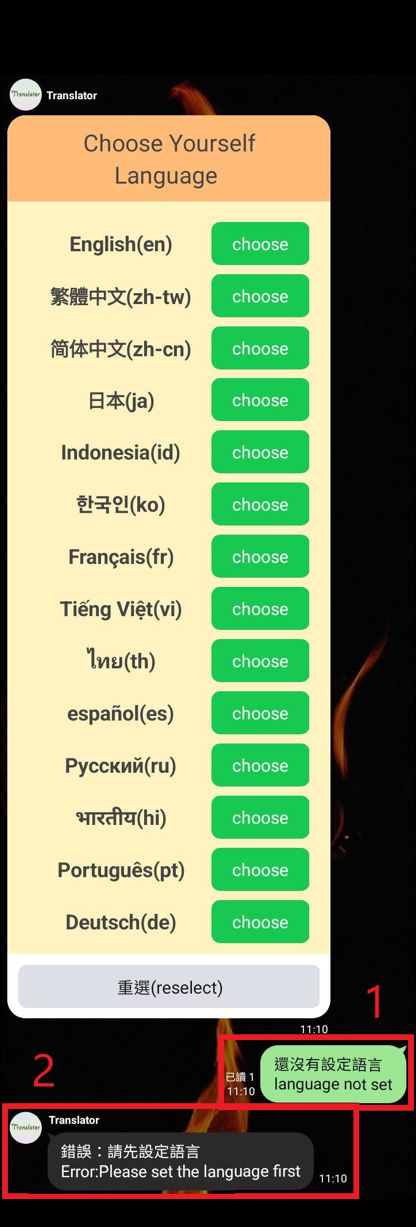 Translator
Translator
Choose Yourself
Language
English(en) choose
繁體中文(zh-tw) choose
简体中文(zh-cn) choose
日本(ja) choose
Indonesia(id) choose
한국인(ko) choose
Français(fr) choose
Tiếng Việt(vi) choose
ไทย(th) choose
español(es) choose
Русский(ru) choose
भारतीय(hi) choose
Português(pt) choose
Deutsch(de) choose
重選(reselect)
11:10
1
還沒有設定語言
language not set
已讀 1
11:10
2
Translator
Translator
錯誤：請先設定語言
Error:Please set the language first
11:10